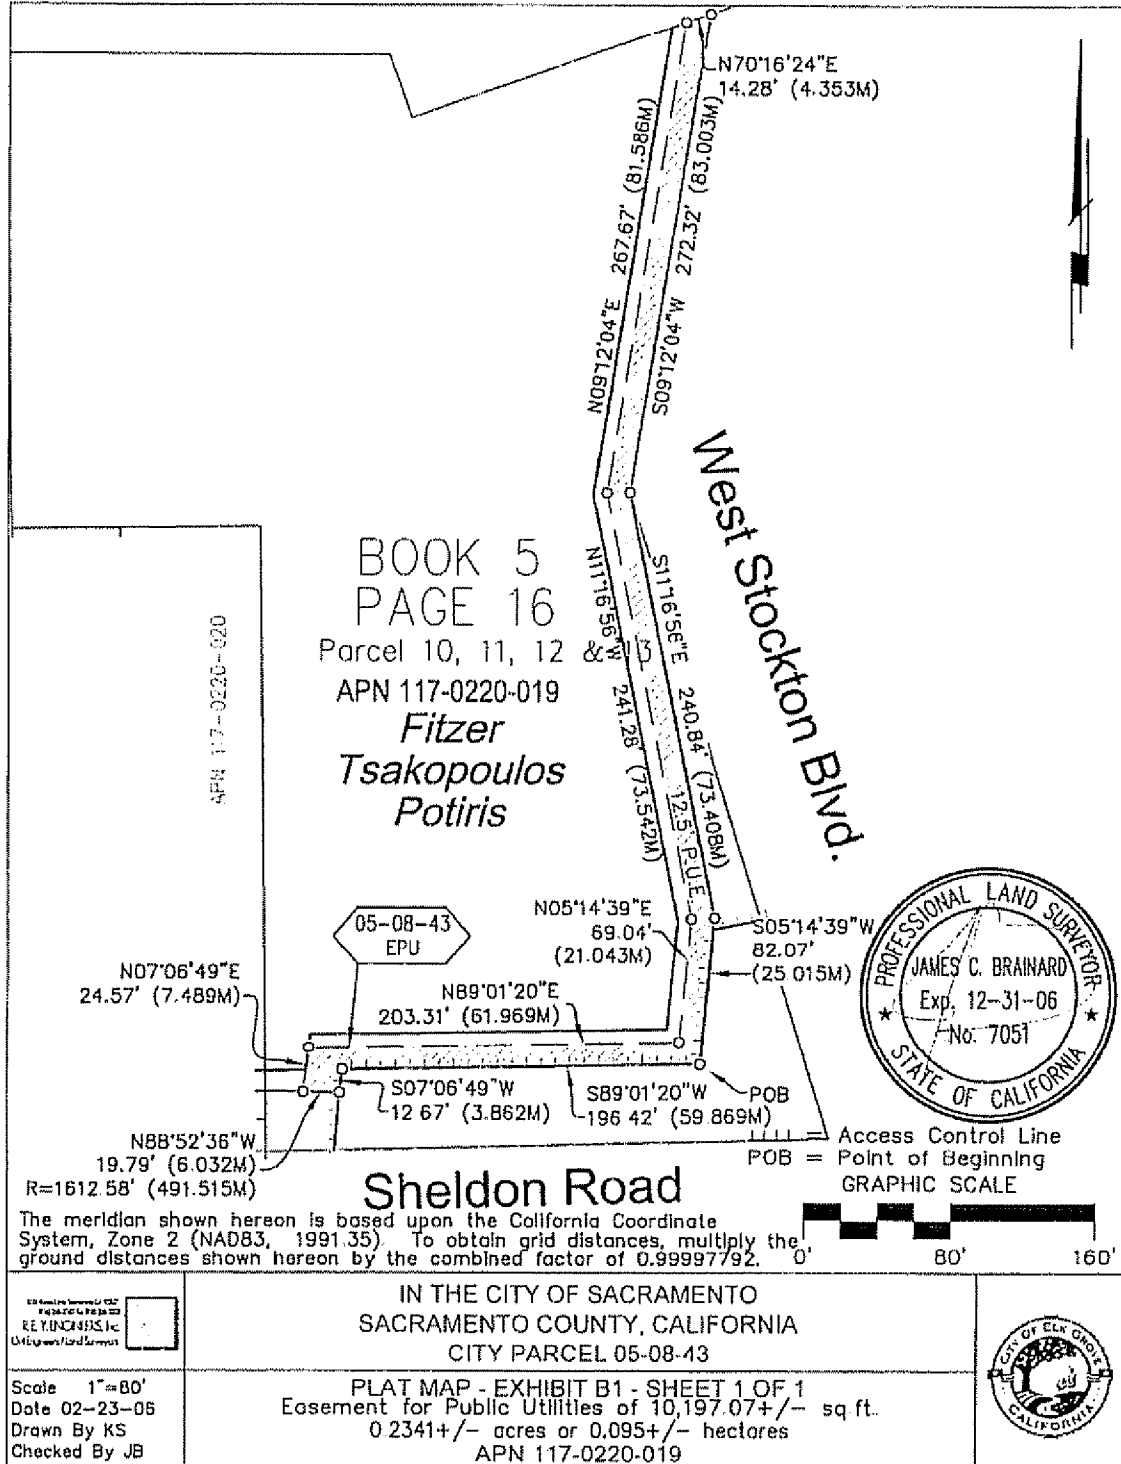 N70°16'24"E
14.28' (4.353M)
N09°12'04"E 267.67' (81.586M)
S09°12'04"W 272.32' (83.003M)
West Stockton Blvd.
BOOK 5
PAGE 16
Parcel 10, 11, 12 & 13
APN 117-0220-019
Fitzer
Tsakopoulos
Potiris
APN 117-0220-020
N11°16'56"W 241.28' (73.542M)
S11°16'56"E 240.84' (73.408M)
12.5' P.U.E.
05-08-43
EPU
N05°14'39"E
69.04'
(21.043M)
S05°14'39"W
82.07'
(25.015M)
N07°06'49"E
24.57' (7.489M)
N89°01'20"E
203.31' (61.969M)
S07°06'49"W
12.67' (3.862M)
S89°01'20"W
196.42' (59.869M)
POB
N88°52'36"W
19.79' (6.032M)
R=1612.58' (491.515M)
PROFESSIONAL LAND SURVEYOR
JAMES C. BRAINARD
Exp. 12-31-06
No. 7051
STATE OF CALIFORNIA
= Access Control Line
POB = Point of Beginning
Sheldon Road
GRAPHIC SCALE
0' 80' 160'
The meridian shown hereon is based upon the California Coordinate
System, Zone 2 (NAD83, 1991.35). To obtain grid distances, multiply the
ground distances shown hereon by the combined factor of 0.99997792.
IN THE CITY OF SACRAMENTO
SACRAMENTO COUNTY, CALIFORNIA
CITY PARCEL 05-08-43
CITY OF ELK GROVE
CALIFORNIA
Scale 1"=80'
Date 02-23-06
Drawn By KS
Checked By JB
PLAT MAP - EXHIBIT B1 - SHEET 1 OF 1
Easement for Public Utilities of 10,197.07+/- sq.ft.
0.2341+/- acres or 0.095+/- hectares
APN 117-0220-019